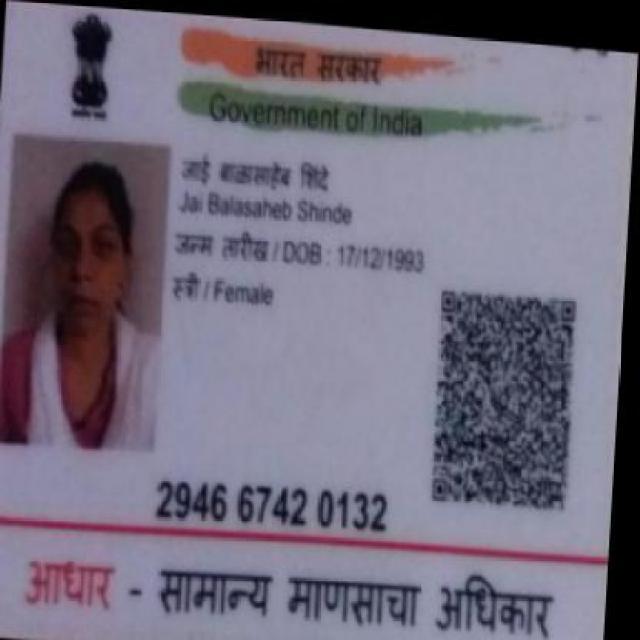 भारत सरकार
Government of India
जाई बाळासाहेब शिंदे
Jai Balasaheb Shinde
जन्म तारीख / DOB : 17/12/1993
स्त्री / Female
2946 6742 0132
आधार - सामान्य माणसाचा अधिकार